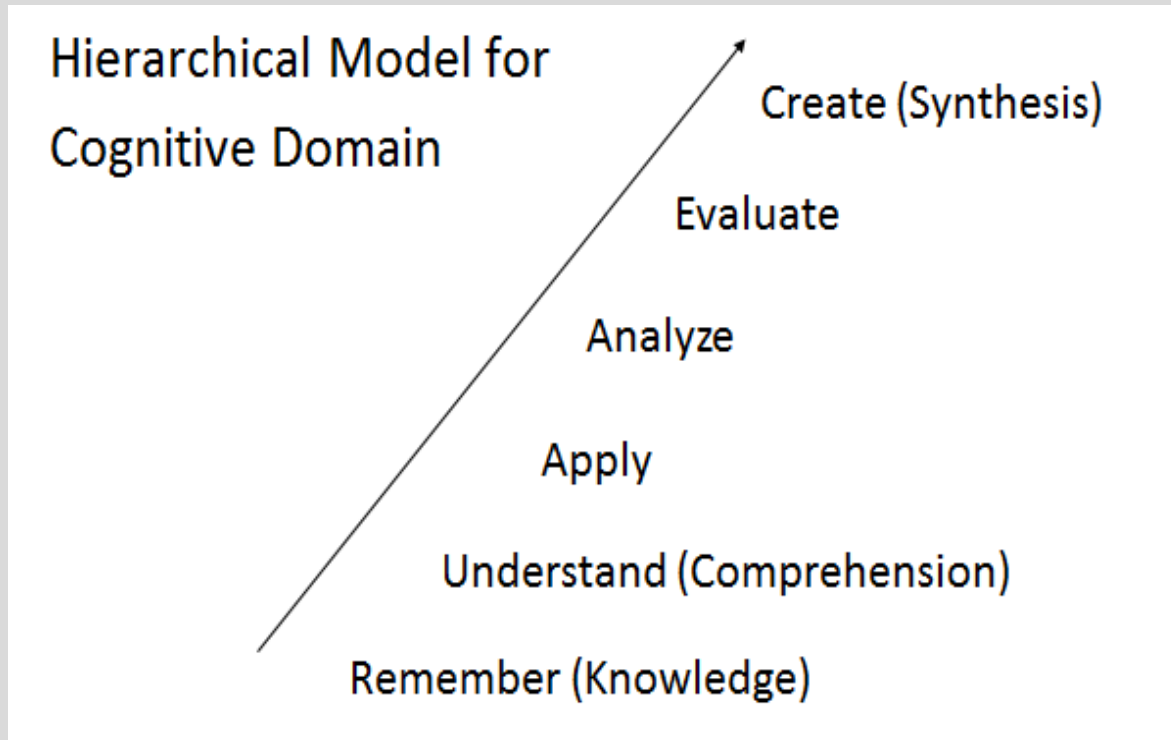 Hierarchical Model for
Cognitive Domain
Create (Synthesis)
Evaluate
Analyze
Apply
Understand (Comprehension)
Remember (Knowledge)